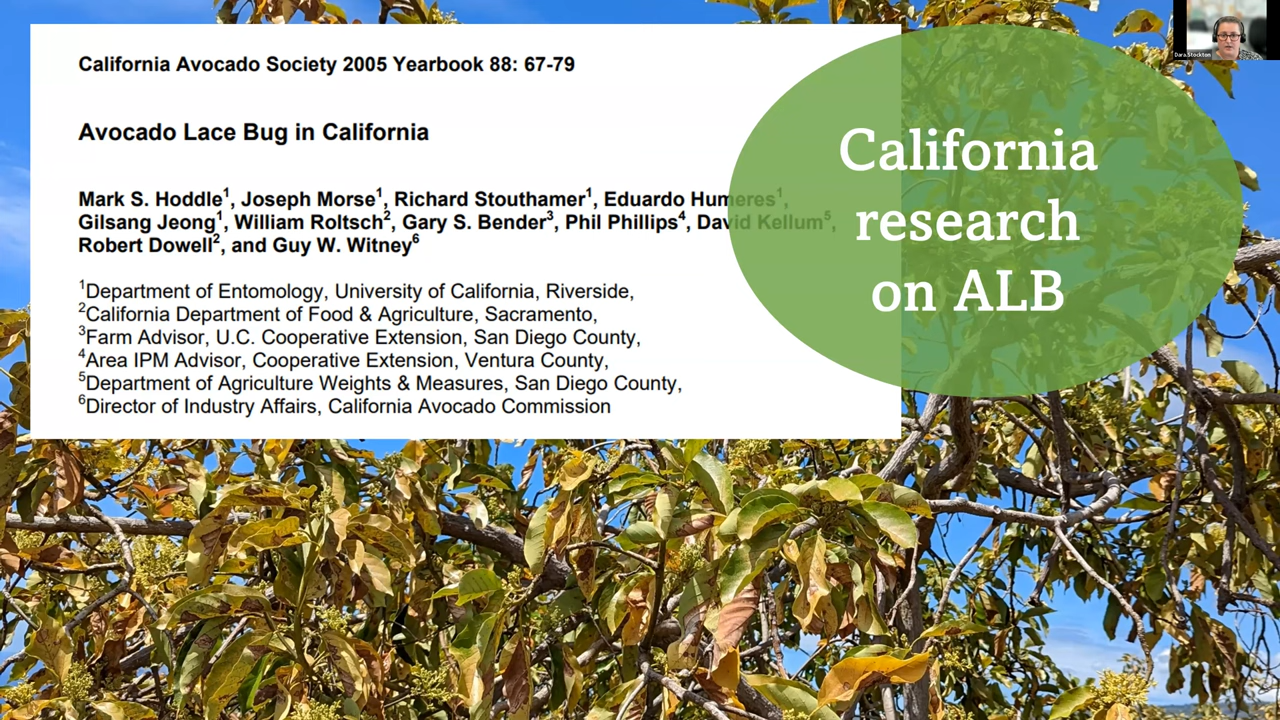 California Avocado Society 2005 Yearbook 88: 67-79
Avocado Lace Bug in California
Mark S. Hoddle1, Joseph Morse1, Richard Stouthamer1, Eduardo Humeres1,
Gilsang Jeong1, William Roltsch2, Gary S. Bender3, Phil Phillips4, David Kellum5,
Robert Dowell2, and Guy W. Witney6
1Department of Entomology, University of California, Riverside,
2California Department of Food & Agriculture, Sacramento,
3Farm Advisor, U.C. Cooperative Extension, San Diego County,
4Area IPM Advisor, Cooperative Extension, Ventura County,
5Department of Agriculture Weights & Measures, San Diego County,
6Director of Industry Affairs, California Avocado Commission
California
research
on ALB
Dara Stockton